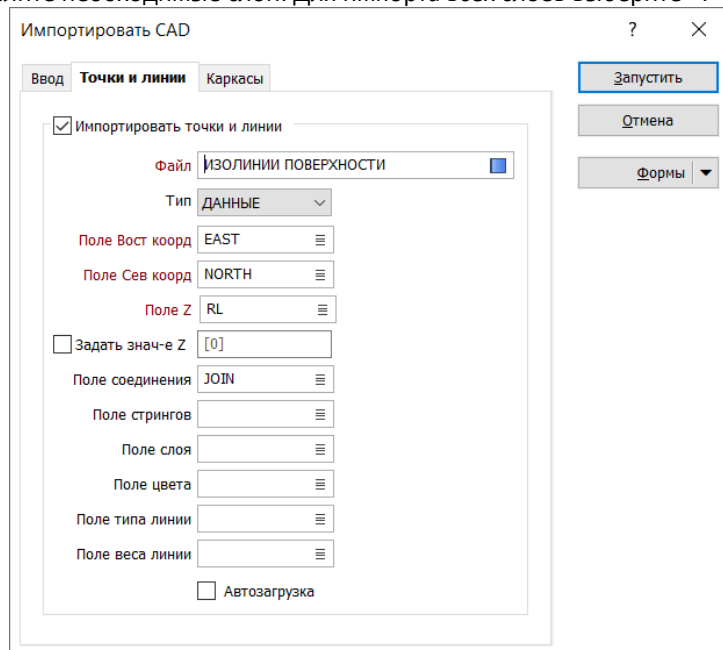 Импортировать CAD ? ×
Ввод Точки и линии Каркасы
Запустить
Отмена
Формы
Импортировать точки и линии
Файл ИЗОЛИНИИ ПОВЕРХНОСТИ
Тип ДАННЫЕ
Поле Вост коорд EAST
Поле Сев коорд NORTH
Поле Z RL
Задать знач-е Z [0]
Поле соединения JOIN
Поле стрингов
Поле слоя
Поле цвета
Поле типа линии
Поле веса линии
Автозагрузка